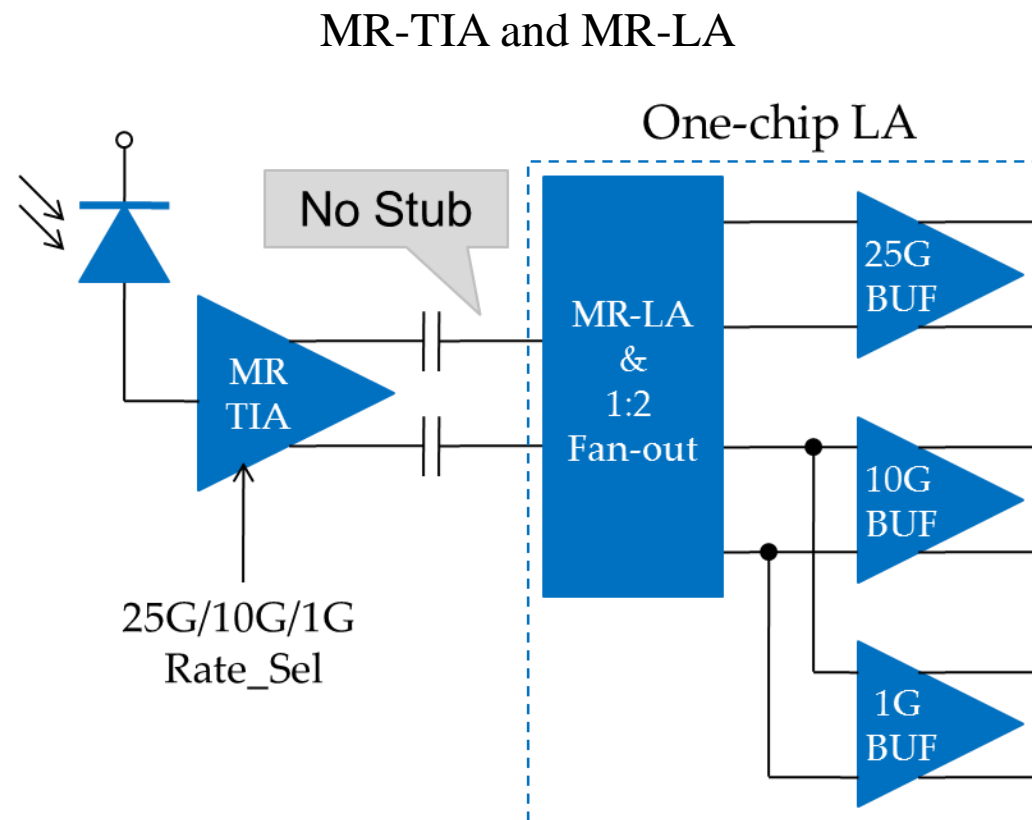 MR-TIA and MR-LA
One-chip LA
No Stub
MR
TIA
25G/10G/1G
Rate_Sel
MR-LA
&
1:2
Fan-out
25G
BUF
10G
BUF
1G
BUF